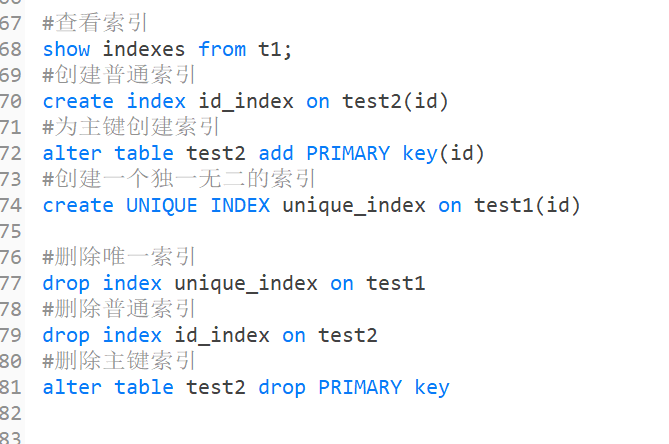 67 #查看索引
68 show indexes from t1;
69 #创建普通索引
70 create index id_index on test2(id)
71 #为主键创建索引
72 alter table test2 add PRIMARY key(id)
73 #创建一个独一无二的索引
74 create UNIQUE INDEX unique_index on test1(id)
75
76 #删除唯一索引
77 drop index unique_index on test1
78 #删除普通索引
79 drop index id_index on test2
80 #删除主键索引
81 alter table test2 drop PRIMARY key
82
83